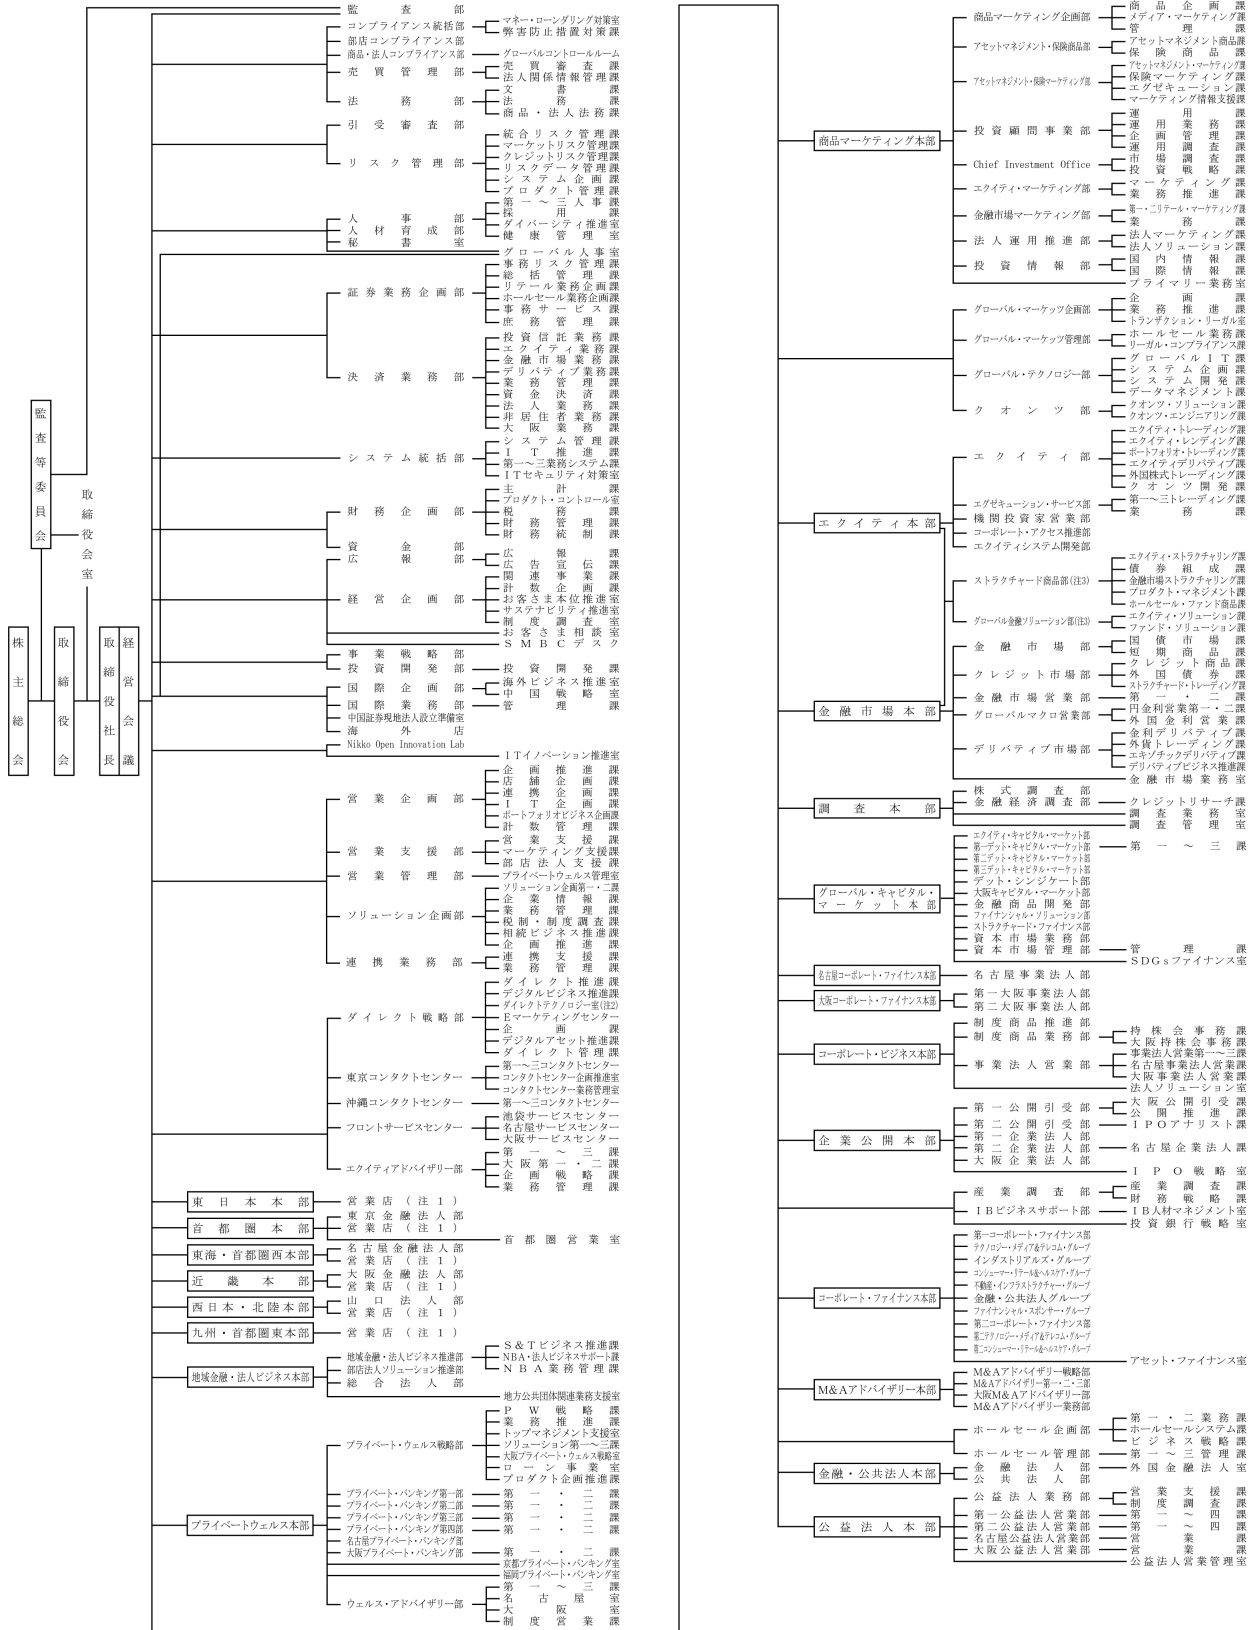 監査部
コンプライアンス統括部
マネー・ローンダリング対策室
弊害防止措置対策課
部店コンプライアンス部
商品・法人コンプライアンス部
グローバルコントロールルーム
売買管理部
売買審査課
法人関係情報管理課
法務部
文書課
法務課
商品・法人法務課
引受審査部
リスク管理部
統合リスク管理課
マーケットリスク管理課
クレジットリスク管理課
リスクデータ管理課
システム企画課
プロダクト管理課
人事部
第一～三人事課
採用課
ダイバーシティ推進室
健康管理室
人材育成部
秘書室
グローバル人事室
証券業務企画部
事務リスク管理課
総括管理課
リテール業務企画課
ホールセール業務企画課
事務サービス課
庶務管理課
決済業務部
投資信託業務課
エクイティ業務課
金融市場業務課
デリバティブ業務課
業務管理課
資金決済課
法人業務課
非居住者業務課
大阪業務課
システム統括部
システム管理課
ＩＴ推進課
第一～三業務システム課
ＩＴセキュリティ対策室
財務企画部
主計課
プロダクト・コントロール室
税務課
財務管理課
財務統制課
資金部
広報部
広報課
広告宣伝課
経営企画部
関連事業課
計数企画課
お客さま本位推進室
サステナビリティ推進室
制度調査室
お客さま相談室
ＳＭＢＣデスク
監査等委員会
取締役会室
株主総会
取締役会
取締役社長
経営会議
事業戦略部
投資開発部
投資開発課
国際企画部
海外ビジネス推進室
中国戦略室
国際業務部
管理課
中国証券現地法人設立準備室
海外店
Nikko Open Innovation Lab
ＩＴイノベーション推進室
営業企画部
企画推進課
店舗企画課
連携企画課
ＩＴ企画課
ポートフォリオビジネス企画課
計数管理課
営業支援部
営業支援課
マーケティング支援課
部店法人支援課
営業管理部
プライベートウェルス管理室
ソリューション企画部
ソリューション企画第一・二課
企業情報課
業務管理課
税制・制度調査課
相続ビジネス推進課
企画推進課
連携業務部
連携支援課
業務管理課
ダイレクト戦略部
ダイレクト推進課
デジタルビジネス推進課
ダイレクトテクノロジー室(注2)
Ｅマーケティングセンター
企画課
デジタルアセット推進課
ダイレクト管理課
東京コンタクトセンター
第一～三コンタクトセンター
コンタクトセンター企画推進室
コンタクトセンター業務管理室
沖縄コンタクトセンター
第一～三コンタクトセンター
フロントサービスセンター
池袋サービスセンター
名古屋サービスセンター
大阪サービスセンター
エクイティアドバイザリー部
第一～三課
大阪第一・二課
企画戦略課
業務管理課
東日本本部
営業店（注１）
首都圏本部
東京金融法人部
営業店（注１）
首都圏営業室
東海・首都圏西本部
名古屋金融法人部
営業店（注１）
近畿本部
大阪金融法人部
営業店（注１）
西日本・北陸本部
山口法人部
営業店（注１）
九州・首都圏東本部
営業店（注１）
地域金融・法人ビジネス本部
地域金融・法人ビジネス推進部
Ｓ＆Ｔビジネス推進課
NBA・法人ビジネスサポート課
ＮＢＡ業務管理課
部店法人ソリューション推進部
総合法人部
地方公共団体関連業務支援室
プライベートウェルス本部
プライベート・ウェルス戦略部
ＰＷ戦略課
業務推進課
トップマネジメント支援室
ソリューション第一～三課
大阪プライベート・ウェルス戦略室
ローン事業室
プロダクト企画推進課
プライベート・バンキング第一部
第一・二課
プライベート・バンキング第二部
第一・二課
プライベート・バンキング第三部
第一・二課
プライベート・バンキング第四部
第一・二課
名古屋プライベート・バンキング部
大阪プライベート・バンキング部
第一・二課
京都プライベート・バンキング室
福岡プライベート・バンキング室
ウェルス・アドバイザリー部
第一～三課
名古屋室
大阪室
制度営業課
商品マーケティング本部
商品マーケティング企画部
商品企画課
メディア・マーケティング課
管理課
アセットマネジメント・保険商品部
アセットマネジメント商品課
保険商品課
アセットマネジメント・保険マーケティング部
アセットマネジメント・マーケティング課
保険マーケティング課
エグゼキューション課
マーケティング情報支援課
投資顧問事業部
運用課
運用業務課
企画管理課
運用調査課
Chief Investment Office
市場調査課
投資戦略課
エクイティ・マーケティング部
マーケティング課
業務推進課
金融市場マーケティング部
第一・二リテール・マーケティング課
業務課
法人運用推進部
法人マーケティング課
法人ソリューション課
投資情報部
国内情報課
国際情報課
プライマリー業務室
グローバル・マーケッツ企画部
企画課
業務推進課
トランザクション・リーガル室
グローバル・マーケッツ管理部
ホールセール業務課
リーガル・コンプライアンス課
グローバル・テクノロジー部
グローバルＩＴ課
システム企画課
システム開発課
データマネジメント課
クオンツ部
クオンツ・ソリューション課
クオンツ・エンジニアリング課
エクイティ本部
エクイティ部
エクイティ・トレーディング課
エクイティ・レンディング課
ポートフォリオ・トレーディング課
エクイティデリバティブ課
外国株式トレーディング課
クオンツ開発課
エグゼキューション・サービス部
第一～三トレーディング課
業務課
機関投資家営業部
コーポレート・アクセス推進部
エクイティシステム開発部
ストラクチャード商品部(注3)
エクイティ・ストラクチャリング課
債券組成課
金融市場ストラクチャリング課
プロダクト・マネジメント課
ホールセール・ファンド商品課
グローバル金融ソリューション部(注3)
エクイティ・ソリューション課
ファンド・ソリューション課
金融市場本部
金融市場部
国債市場課
短期商品課
クレジット市場部
クレジット商品課
外国債券課
ストラクチャード・トレーディング課
金融市場営業部
第一・二課
グローバルマクロ営業部
円金利営業第一・二課
外国金利営業課
デリバティブ市場部
金利デリバティブ課
外貨トレーディング課
エキゾチックデリバティブ課
デリバティブビジネス推進課
金融市場業務室
調査本部
株式調査部
金融経済調査部
クレジットリサーチ課
調査業務室
調査管理室
グローバル・キャピタル・
マーケット本部
エクイティ・キャピタル・マーケット部
第一デット・キャピタル・マーケット部
第一～三課
第二デット・キャピタル・マーケット部
第三デット・キャピタル・マーケット部
デット・シンジケート部
大阪キャピタル・マーケット部
金融商品開発部
ファイナンシャル・ソリューション部
ストラクチャード・ファイナンス部
資本市場業務部
資本市場管理部
管理課
ＳＤＧｓファイナンス室
名古屋コーポレート・ファイナンス本部
名古屋事業法人部
大阪コーポレート・ファイナンス本部
第一大阪事業法人部
第二大阪事業法人部
コーポレート・ビジネス本部
制度商品推進部
制度商品業務部
持株会事務課
大阪持株会事務課
事業法人営業部
事業法人営業第一～三課
名古屋事業法人営業課
大阪事業法人営業課
法人ソリューション室
企業公開本部
第一公開引受部
大阪公開引受課
公開推進課
第二公開引受部
ＩＰＯアナリスト課
第一企業法人部
第二企業法人部
名古屋企業法人課
大阪企業法人部
ＩＰＯ戦略室
産業調査部
産業調査課
財務戦略課
ＩＢビジネスサポート部
ＩＢ人材マネジメント室
投資銀行戦略室
コーポレート・ファイナンス本部
第一コーポレート・ファイナンス部
テクノロジー・メディア&テレコム・グループ
インダストリアルズ・グループ
コンシューマー・リテール&ヘルスケア・グループ
不動産・インフラストラクチャー・グループ
金融・公共法人グループ
ファイナンシャル・スポンサー・グループ
第二コーポレート・ファイナンス部
第二テクノロジー・メディア&テレコム・グループ
第二コンシューマー・リテール&ヘルスケア・グループ
アセット・ファイナンス室
M&Aアドバイザリー本部
M&Aアドバイザリー戦略部
M&Aアドバイザリー第一・二・三部
大阪M&Aアドバイザリー部
M&Aアドバイザリー業務部
ホールセール企画部
第一・二業務課
ホールセールシステム課
ビジネス戦略課
ホールセール管理部
第一～三管理課
金融・公共法人本部
金融法人部
外国金融法人室
公共法人部
公益法人本部
公益法人業務部
営業支援課
制度調査課
第一公益法人営業部
第一～四課
第二公益法人営業部
第一～四課
名古屋公益法人営業部
営業課
大阪公益法人営業部
営業課
公益法人営業管理室